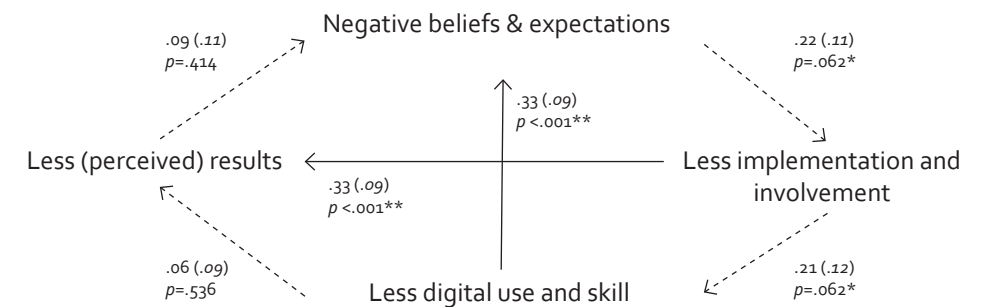 Negative beliefs & expectations
.09 (.11)
p=.414
.22 (.11)
p=.062*
.33 (.09)
p <.001**
Less (perceived) results
Less implementation and
involvement
.33 (.09)
p <.001**
.06 (.09)
p=.536
.21 (.12)
p=.062*
Less digital use and skill